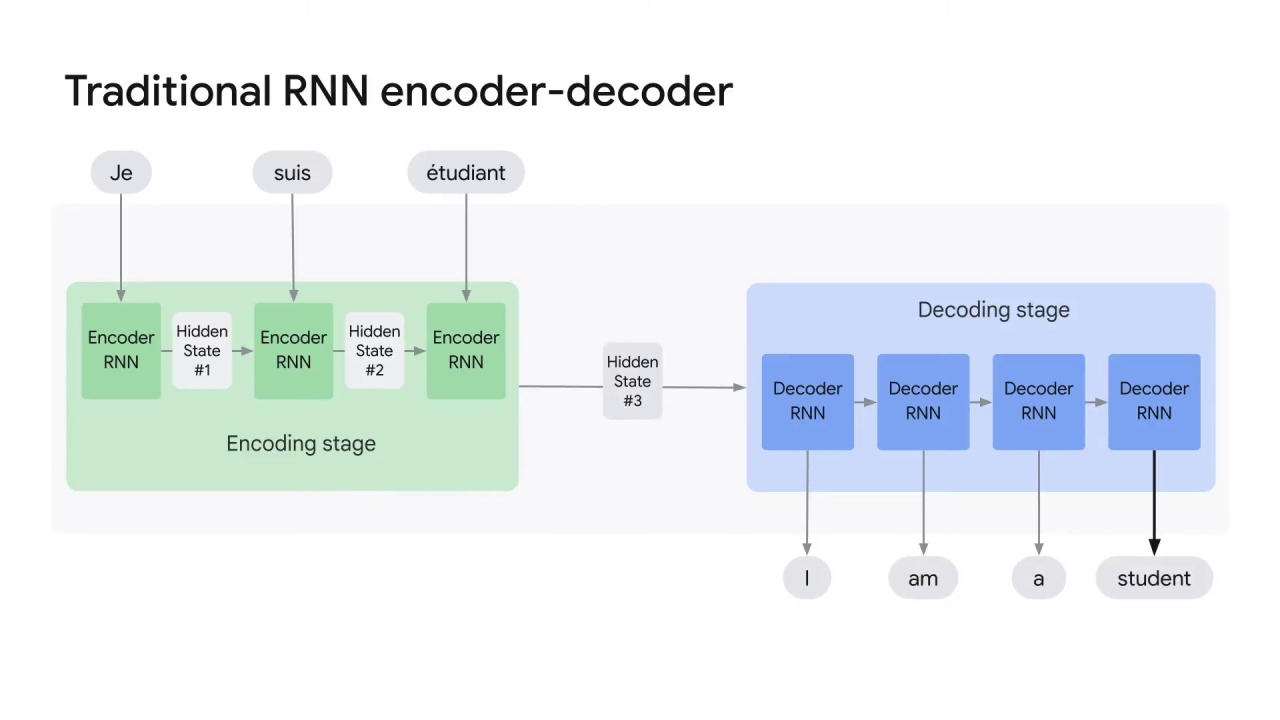 Traditional RNN encoder-decoder
Je
suis
étudiant
Encoder
RNN
Hidden
State
#1
Encoder
RNN
Hidden
State
#2
Encoder
RNN
Encoding stage
Hidden
State
#3
Decoding stage
Decoder
RNN
Decoder
RNN
Decoder
RNN
Decoder
RNN
I
am
a
student